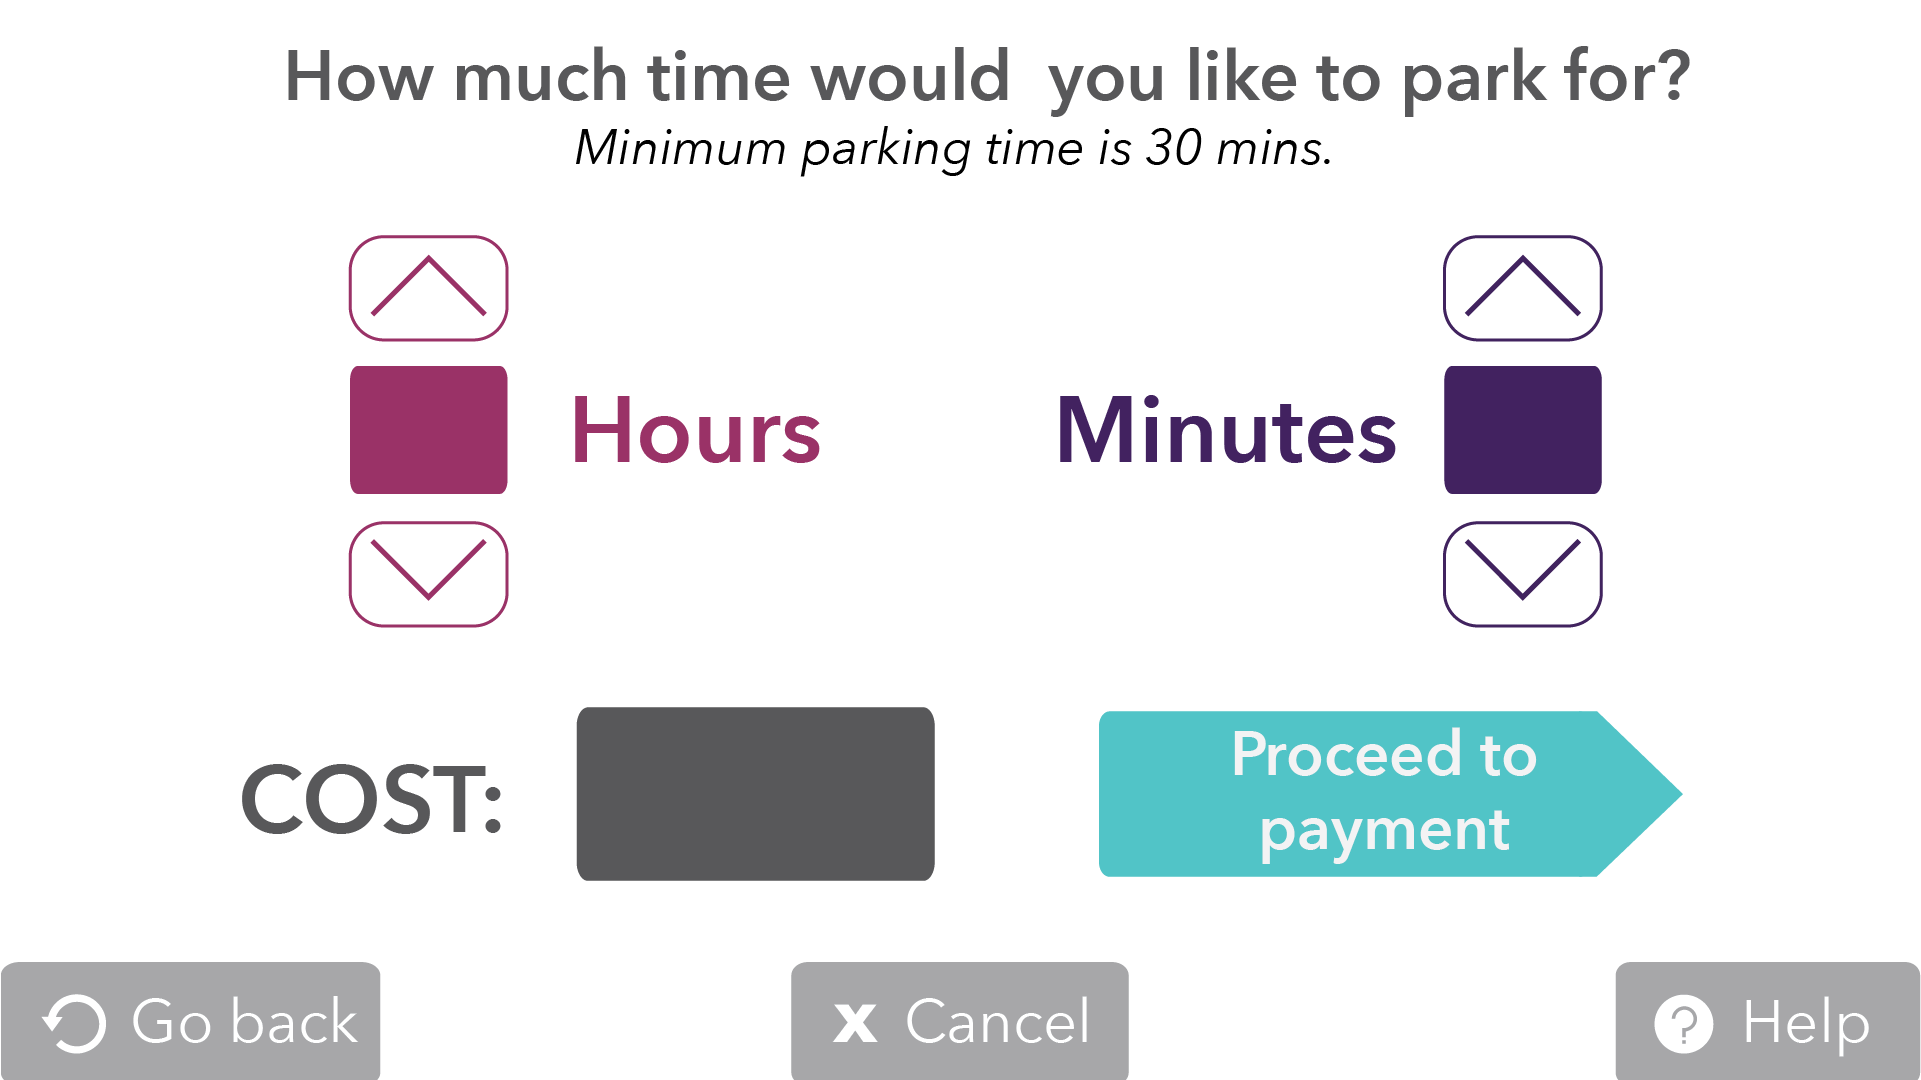 How much time would  you like to park for?
Minimum parking time is 30 mins.
Hours
Minutes
COST:
Proceed to
payment
Go back
x Cancel
? Help